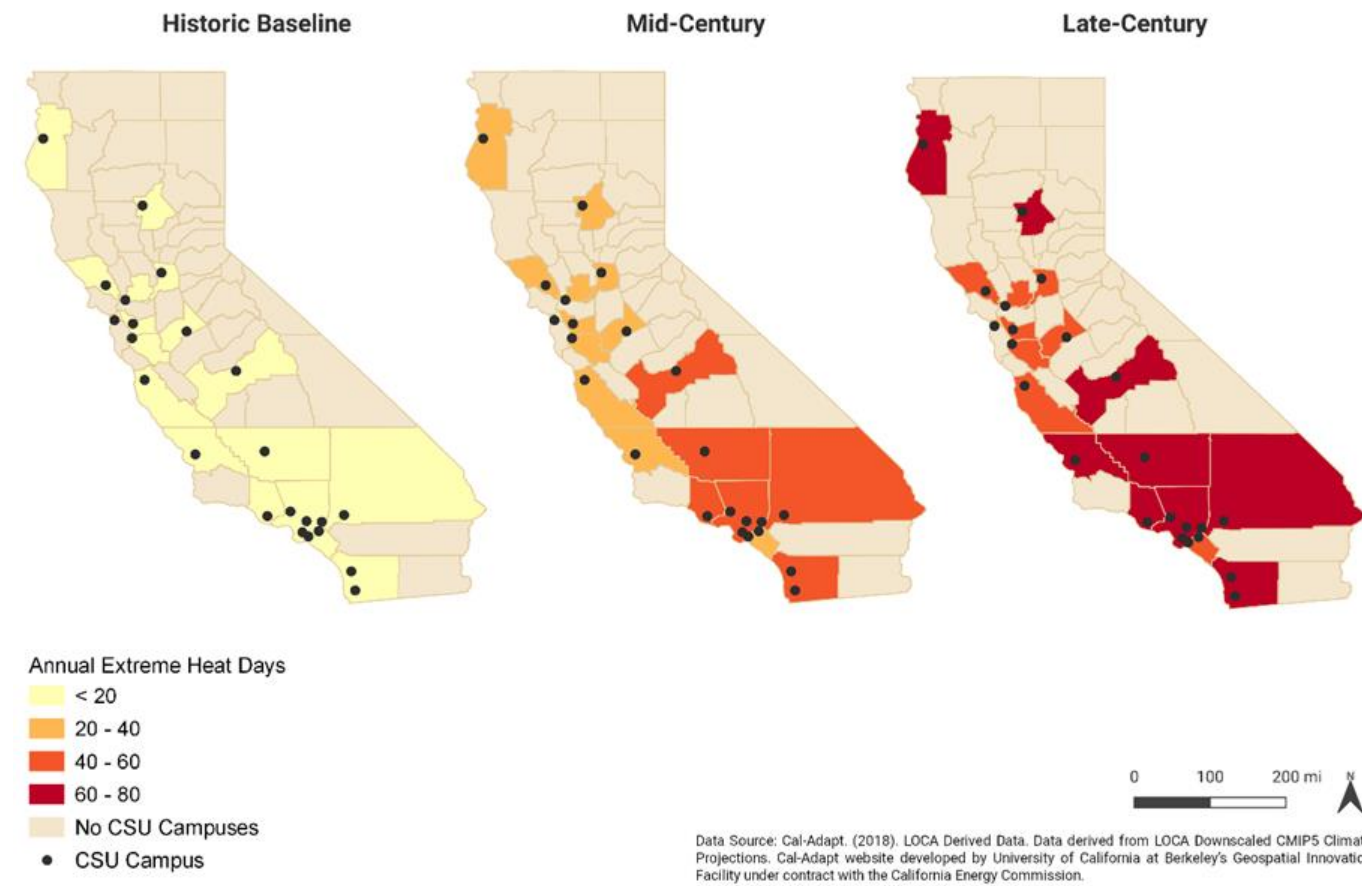 Historic Baseline
Mid-Century
Late-Century
Annual Extreme Heat Days
< 20
20 - 40
40 - 60
60 - 80
No CSU Campuses
CSU Campus
0 100 200 mi N
Data Source: Cal-Adapt. (2018). LOCA Derived Data. Data derived from LOCA Downscaled CMIP5 Climat
Projections. Cal-Adapt website developed by University of California at Berkeley's Geospatial Innovatio
Facility under contract with the California Energy Commission.